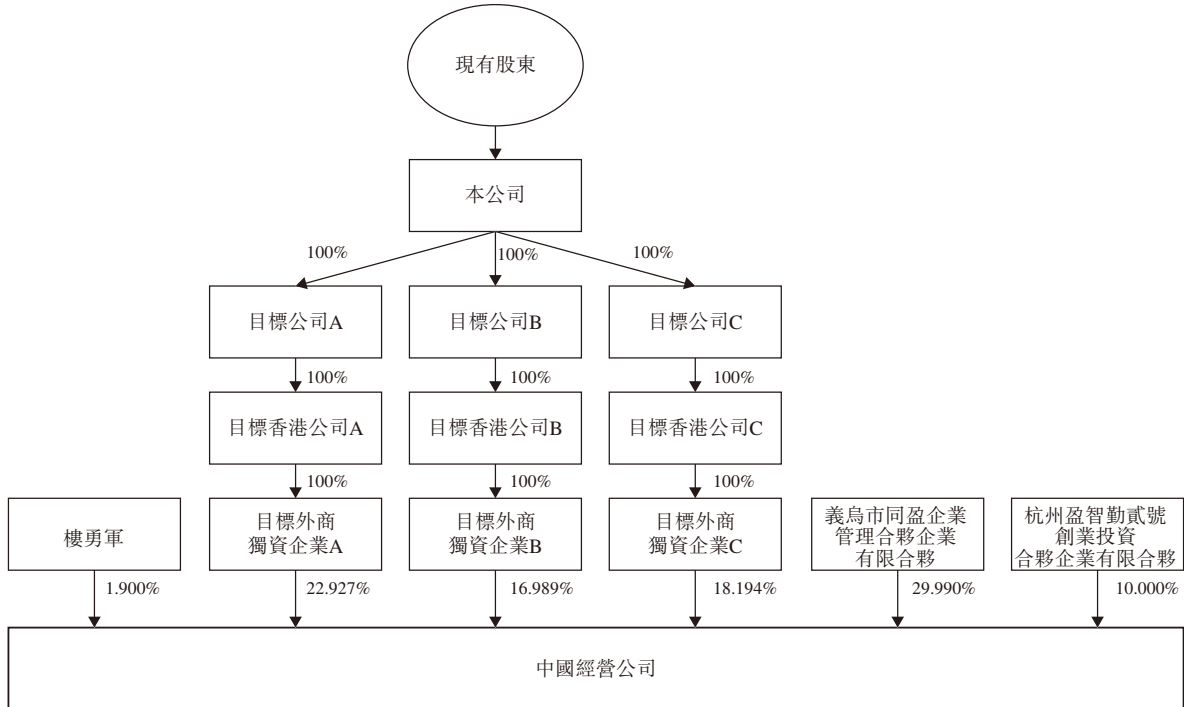 現有股東
本公司
100%
100%
100%
目標公司A
目標公司B
目標公司C
100%
100%
100%
目標香港公司A
目標香港公司B
目標香港公司C
100%
100%
100%
樓勇軍
目標外商
獨資企業A
目標外商
獨資企業B
目標外商
獨資企業C
義烏市同盈企業
管理合夥企業
有限合夥
杭州盈智勤貳號
創業投資
合夥企業有限合夥
1.900%
22.927%
16.989%
18.194%
29.990%
10.000%
中國經營公司